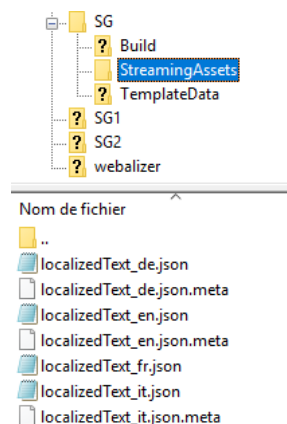 SG
Build
StreamingAssets
TemplateData
SG1
SG2
webalizer
Nom de fichier
..
localizedText_de.json
localizedText_de.json.meta
localizedText_en.json
localizedText_en.json.meta
localizedText_fr.json
localizedText_it.json
localizedText_it.json.meta